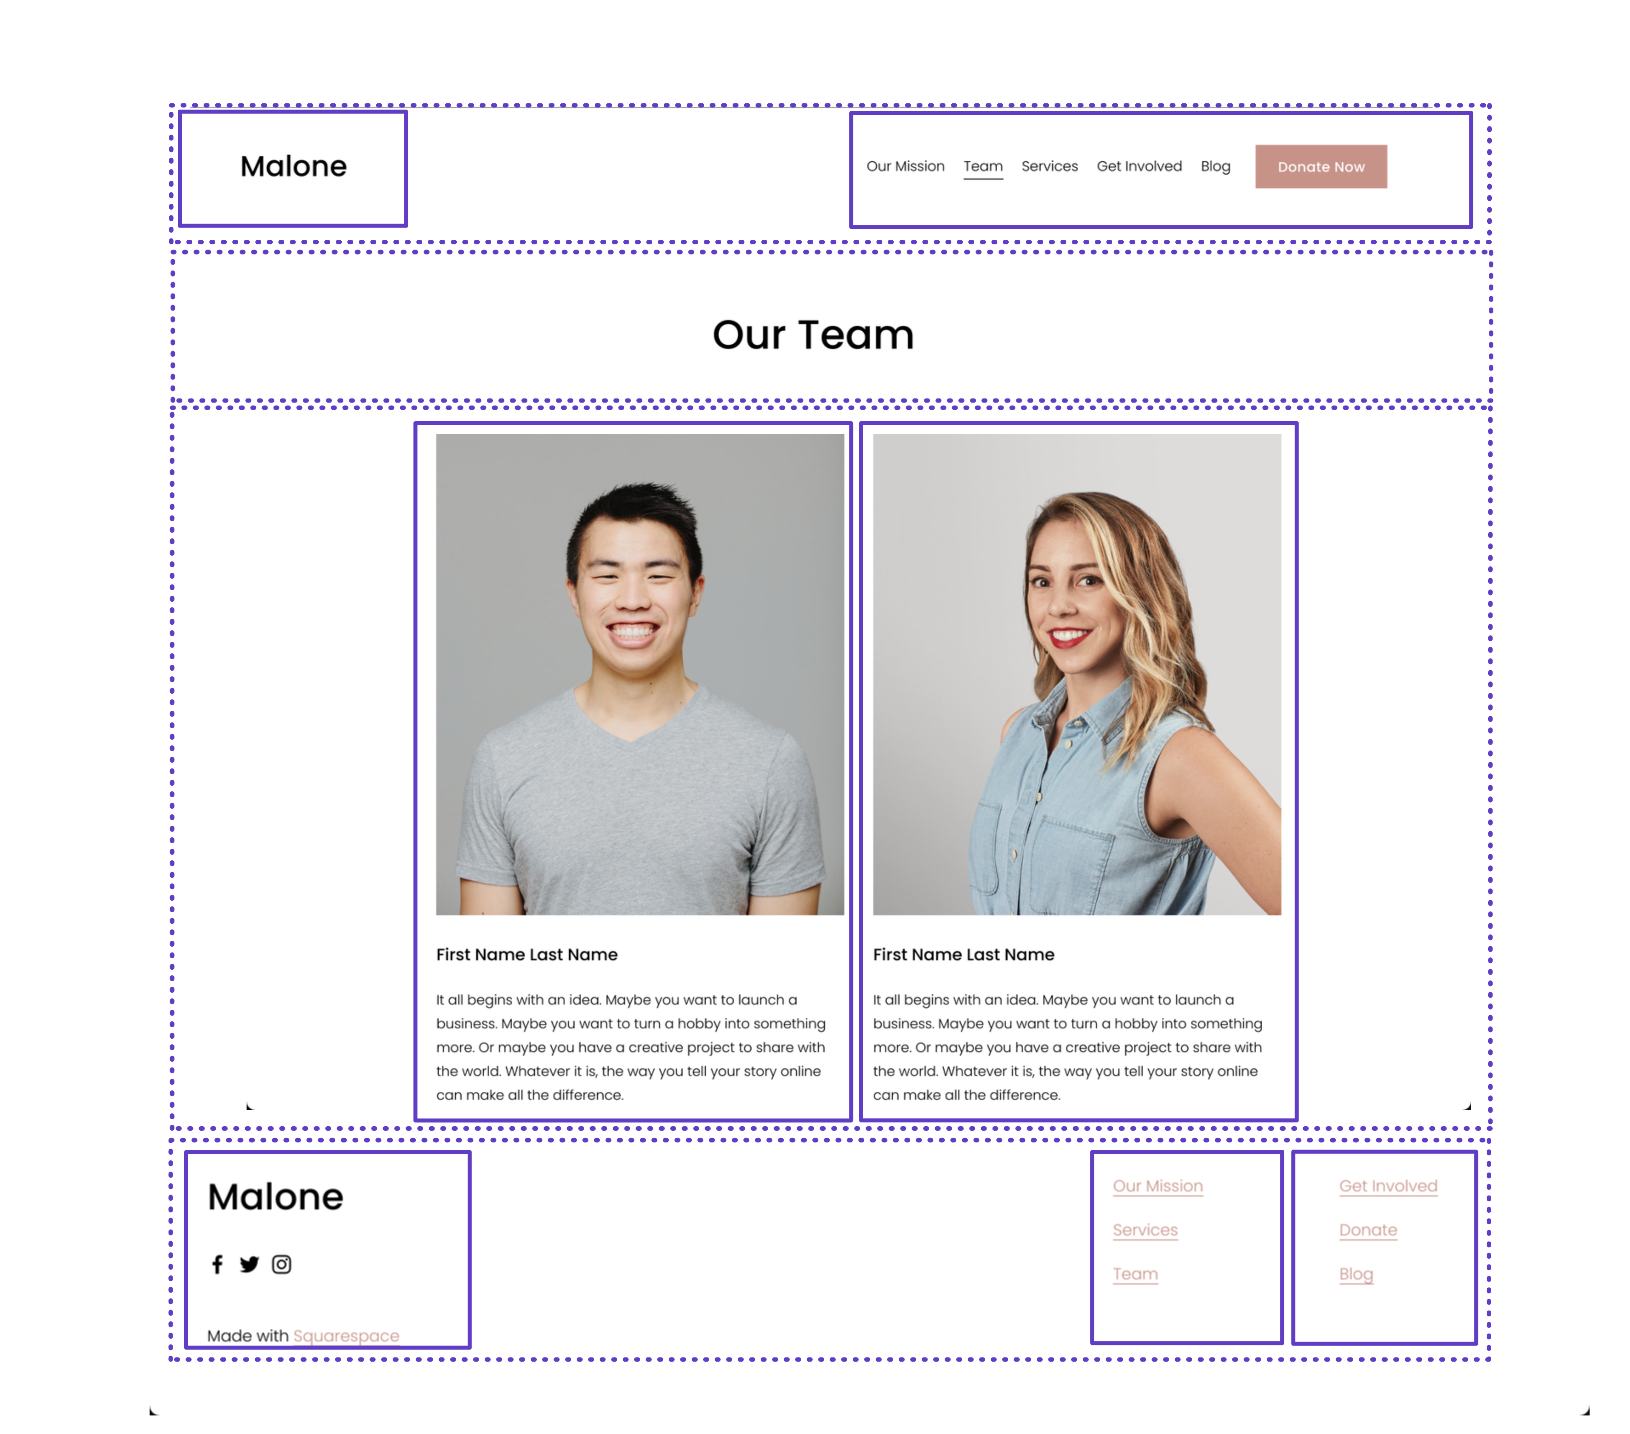 Malone
Our Mission Team Services Get Involved Blog Donate Now
Our Team
First Name Last Name
It all begins with an idea. Maybe you want to launch a
business. Maybe you want to turn a hobby into something
more. Or maybe you have a creative project to share with
the world. Whatever it is, the way you tell your story online
can make all the difference.
First Name Last Name
It all begins with an idea. Maybe you want to launch a
business. Maybe you want to turn a hobby into something
more. Or maybe you have a creative project to share with
the world. Whatever it is, the way you tell your story online
can make all the difference.
Malone
Made with Squarespace
Our Mission
Services
Team
Get Involved
Donate
Blog